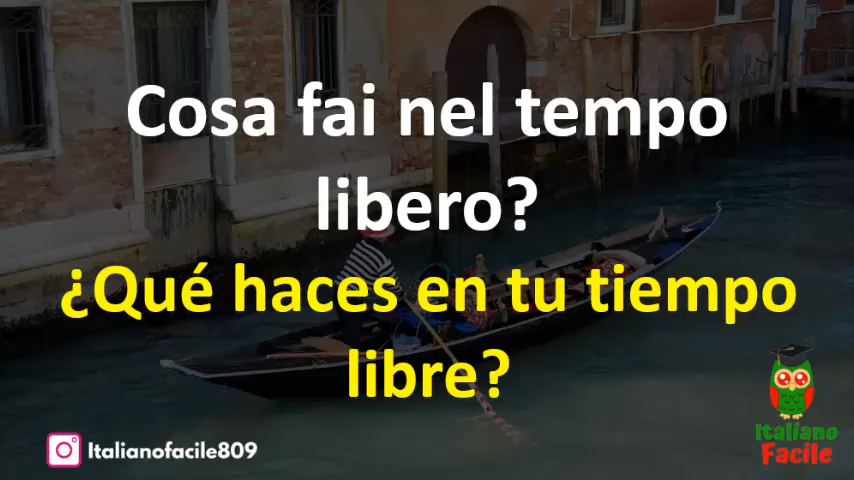 Cosa fai nel tempo
libero?
¿Qué haces en tu tiempo
libre?
Italianofacile809
Italiano
Facile